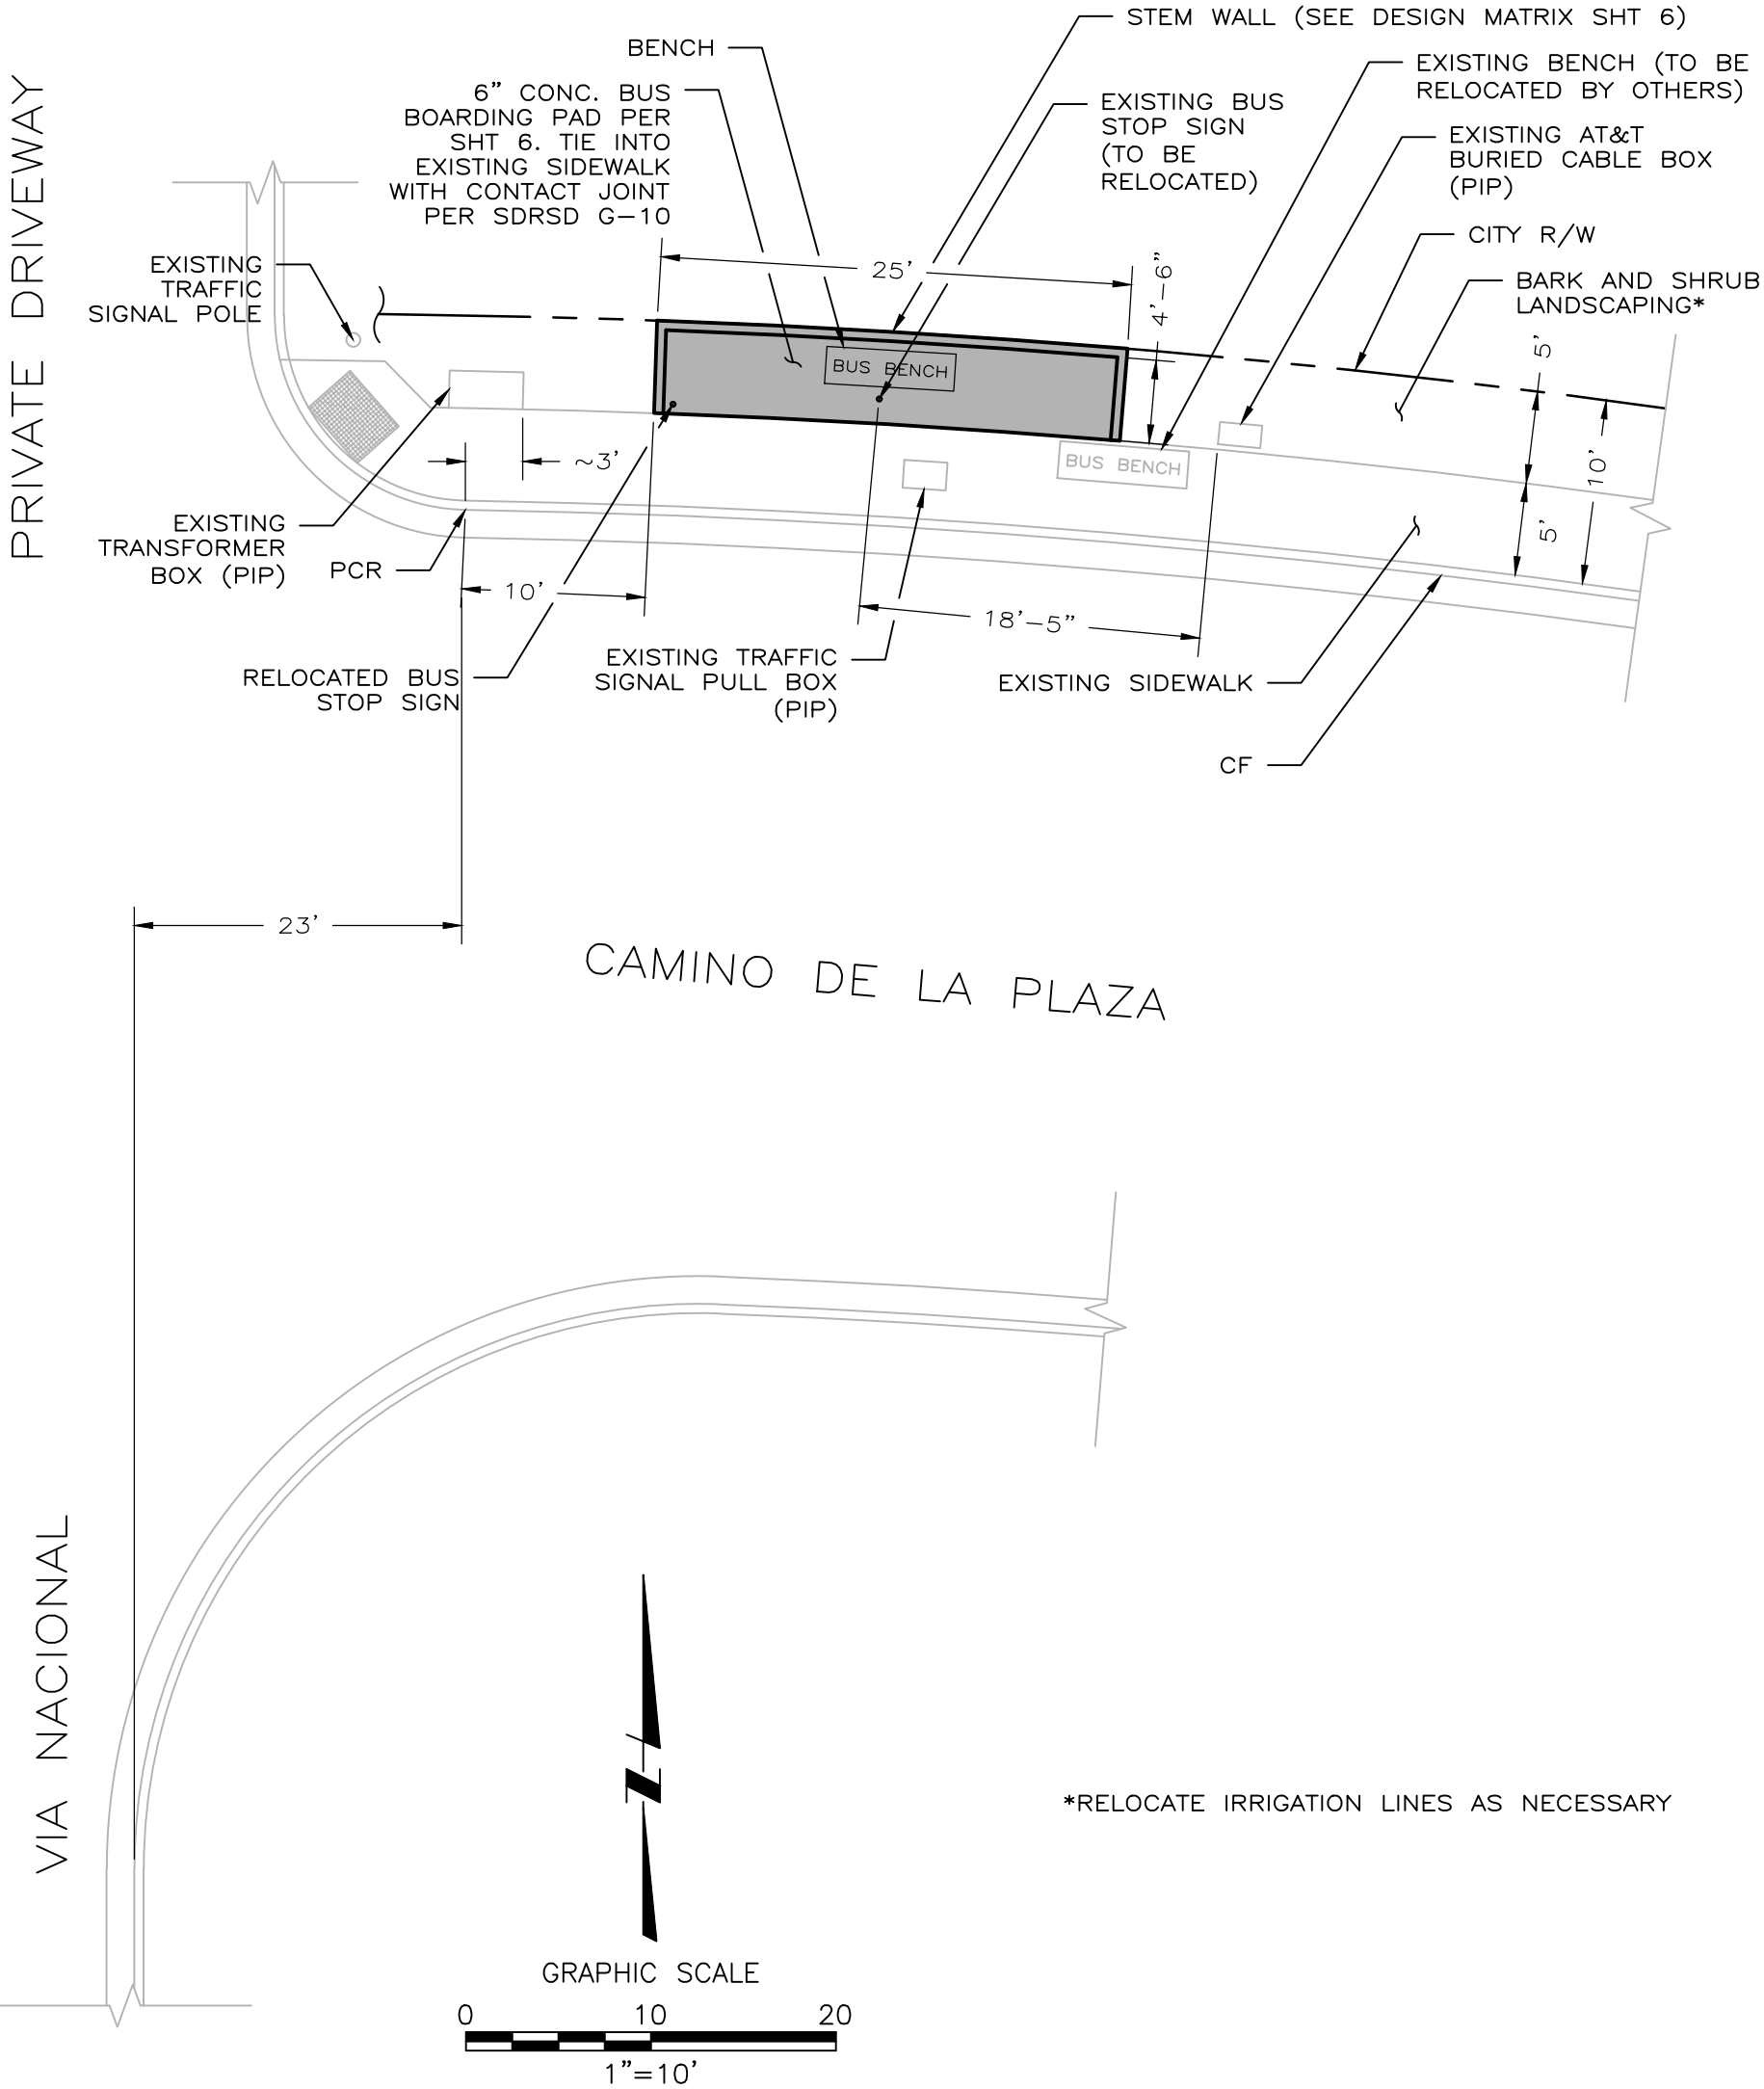 STEM WALL (SEE DESIGN MATRIX SHT 6)
BENCH
EXISTING BENCH (TO BE
RELOCATED BY OTHERS)
6" CONC. BUS
BOARDING PAD PER
SHT 6. TIE INTO
EXISTING SIDEWALK
WITH CONTACT JOINT
PER SDRSD G-10
EXISTING BUS
STOP SIGN
(TO BE
RELOCATED)
EXISTING AT&T
BURIED CABLE BOX
(PIP)
CITY R/W
BARK AND SHRUB
LANDSCAPING*
PRIVATE DRIVEWAY
EXISTING
TRAFFIC
SIGNAL POLE
25'
4'-6"
5'
BUS BENCH
BUS BENCH
10'
5'
~3'
EXISTING
TRANSFORMER
BOX (PIP)
PCR
10'
18'-5"
RELOCATED BUS
STOP SIGN
EXISTING TRAFFIC
SIGNAL PULL BOX
(PIP)
EXISTING SIDEWALK
CF
23'
CAMINO DE LA PLAZA
VIA NACIONAL
Z
*RELOCATE IRRIGATION LINES AS NECESSARY
GRAPHIC SCALE
0 10 20
1"=10'